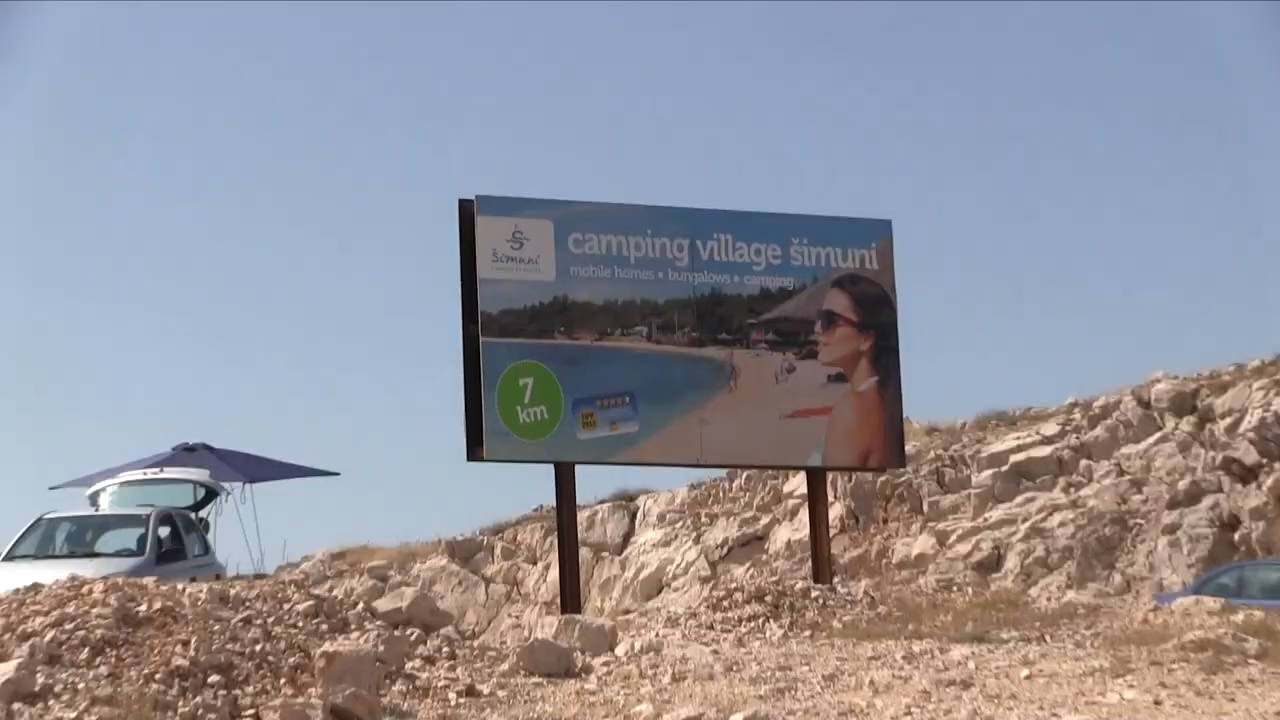 Šimuni
camping village šimuni
mobile homes • bungalows • camping
7
km